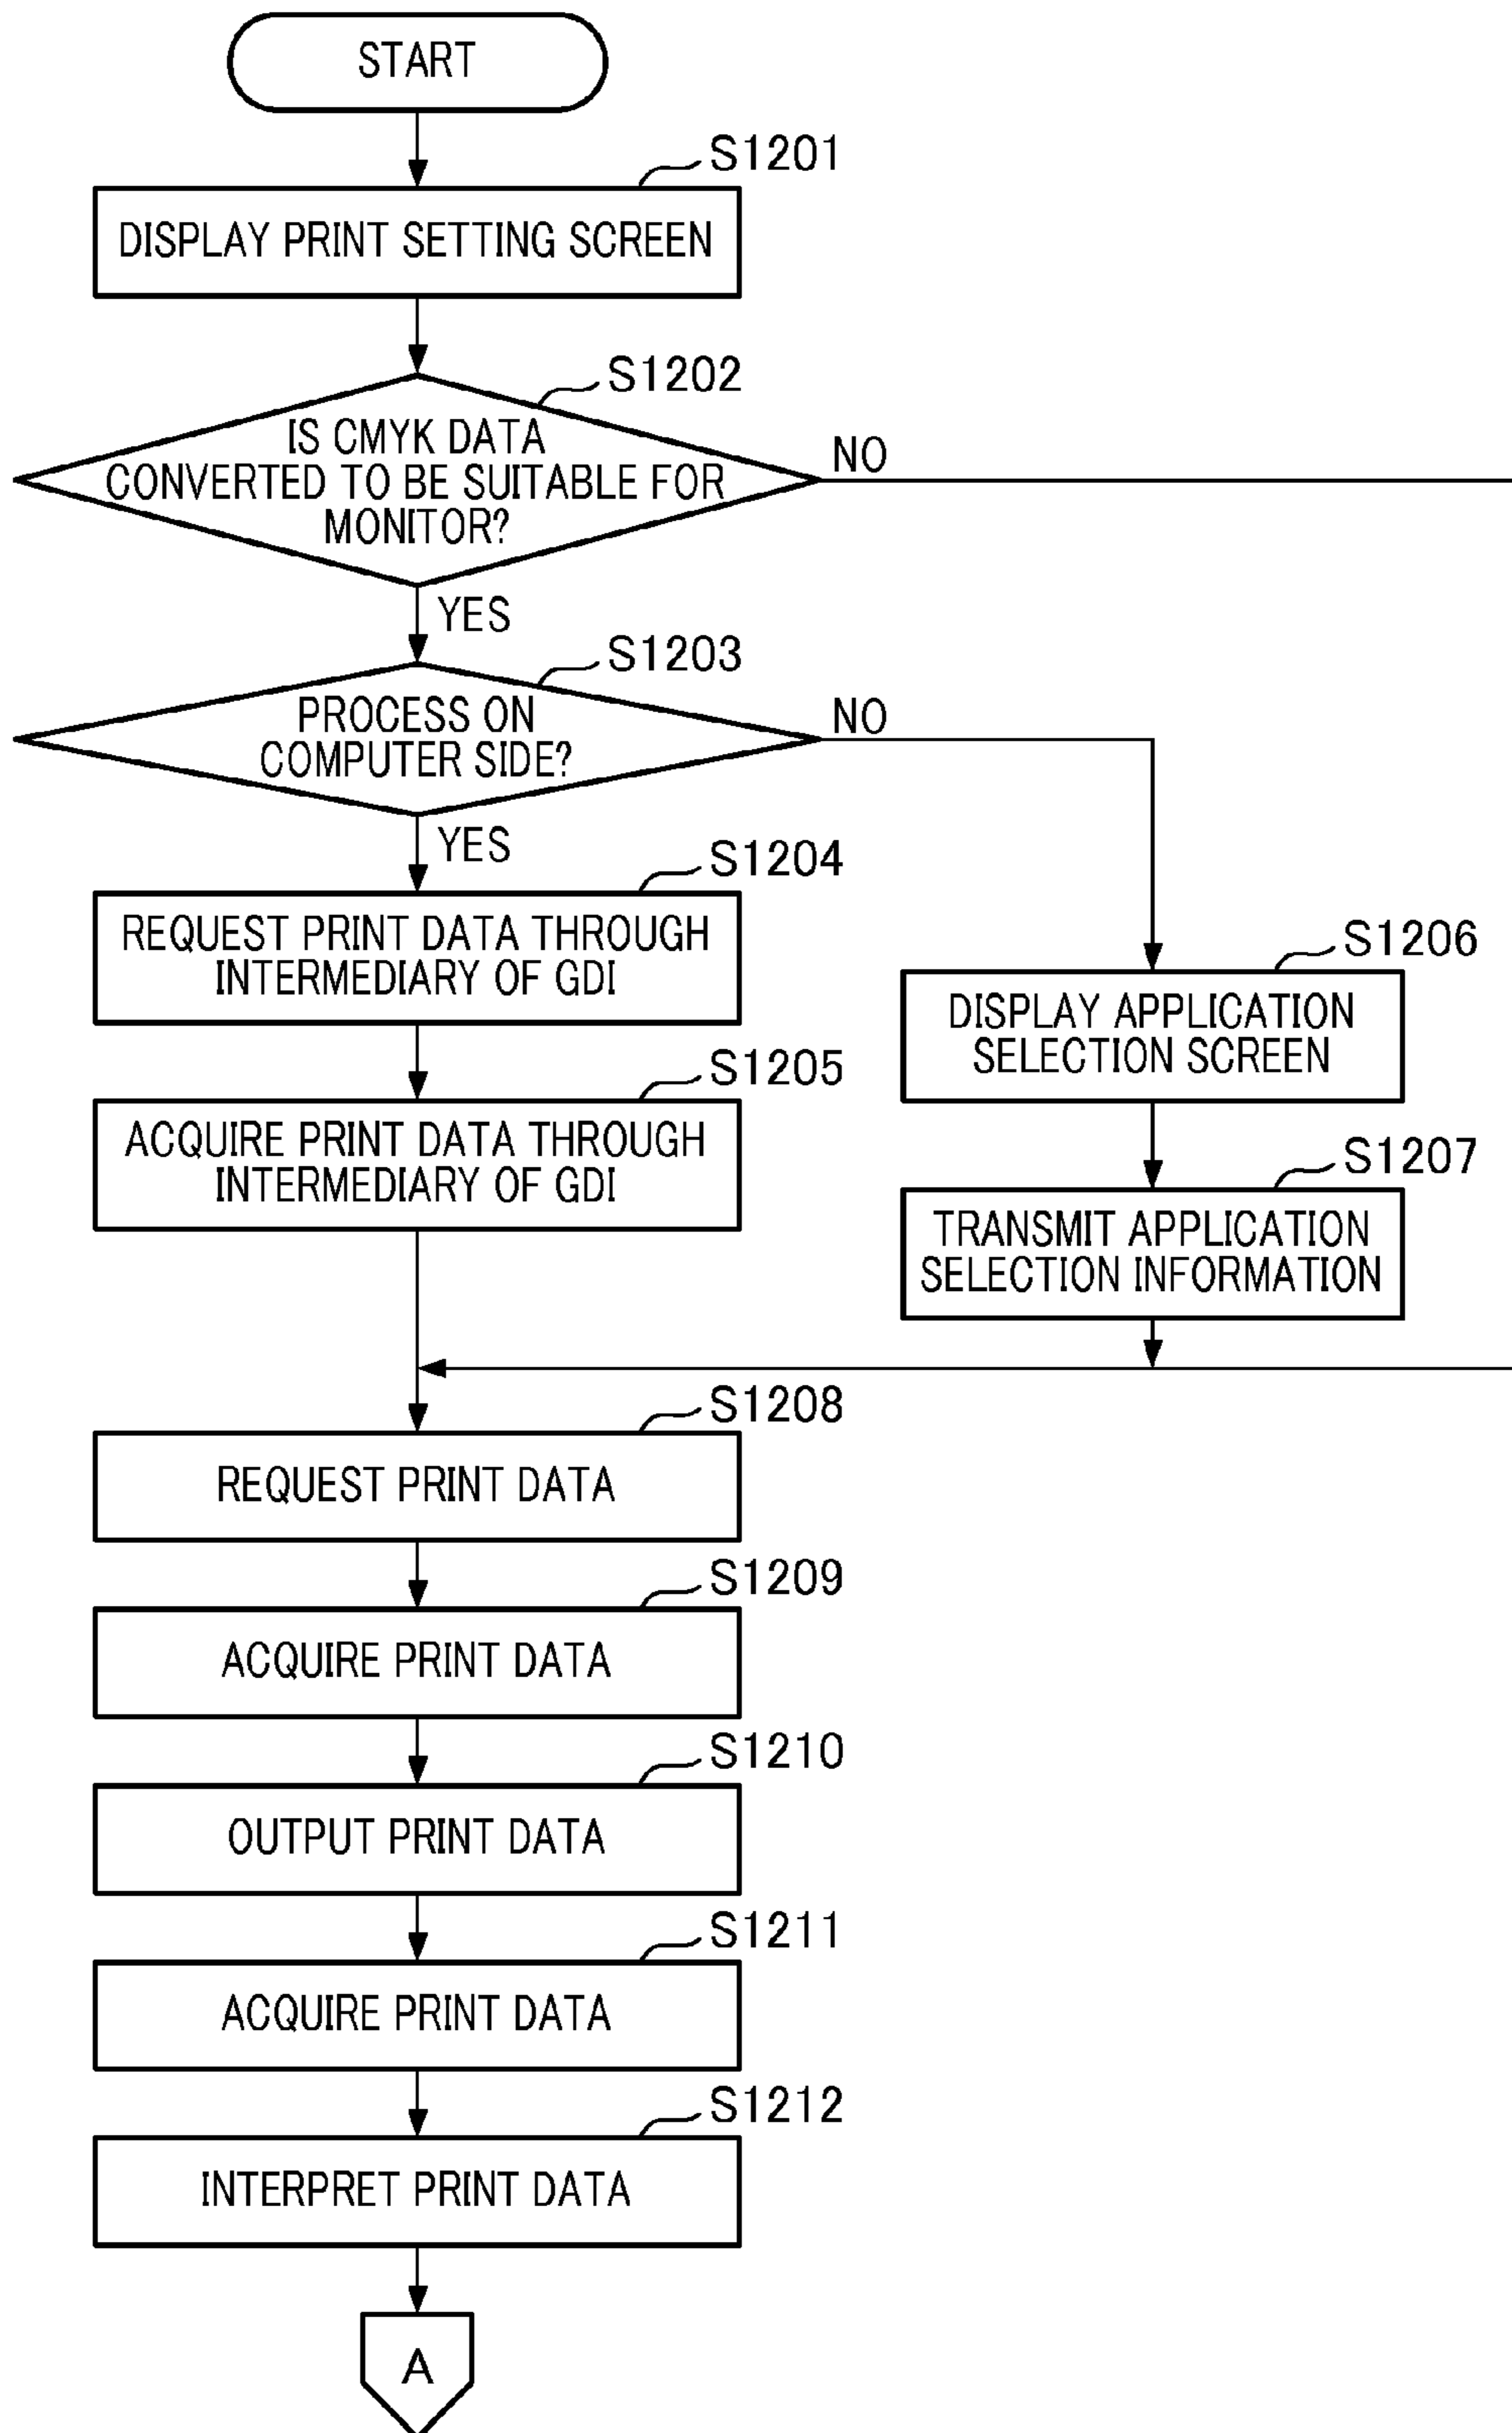 START
S1201
DISPLAY PRINT SETTING SCREEN
S1202
IS CMYK DATA
CONVERTED TO BE SUITABLE FOR
MONITOR?
NO
YES
S1203
PROCESS ON
COMPUTER SIDE?
NO
YES
S1204
REQUEST PRINT DATA THROUGH
INTERMEDIARY OF GDI
S1205
ACQUIRE PRINT DATA THROUGH
INTERMEDIARY OF GDI
S1206
DISPLAY APPLICATION
SELECTION SCREEN
S1207
TRANSMIT APPLICATION
SELECTION INFORMATION
S1208
REQUEST PRINT DATA
S1209
ACQUIRE PRINT DATA
S1210
OUTPUT PRINT DATA
S1211
ACQUIRE PRINT DATA
S1212
INTERPRET PRINT DATA
A